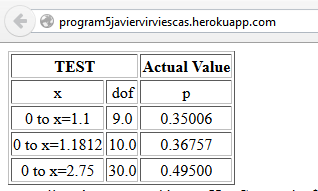 program5javiervirviescas.herokuapp.com
TEST Actual Value
x dof p
0 to x=1.1 9.0 0.35006
0 to x=1.1812 10.0 0.36757
0 to x=2.75 30.0 0.49500